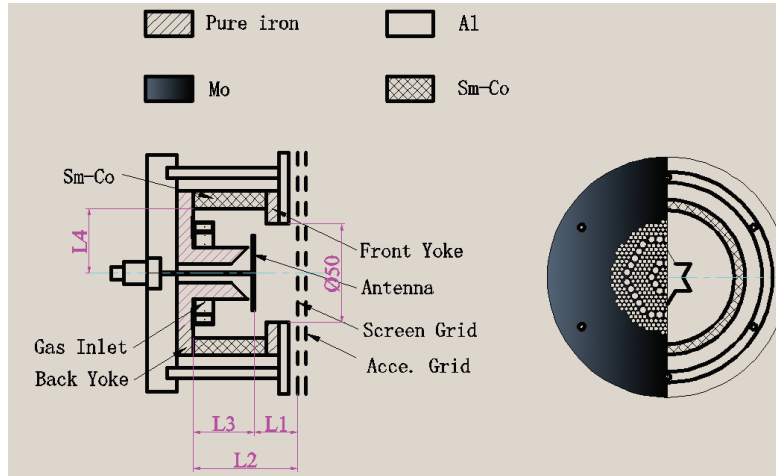 Pure iron
Al
Mo
Sm-Co
Sm-Co
L4
Ø50
Front Yoke
Antenna
Screen Grid
Gas Inlet
Back Yoke
Acce. Grid
L3
L1
L2